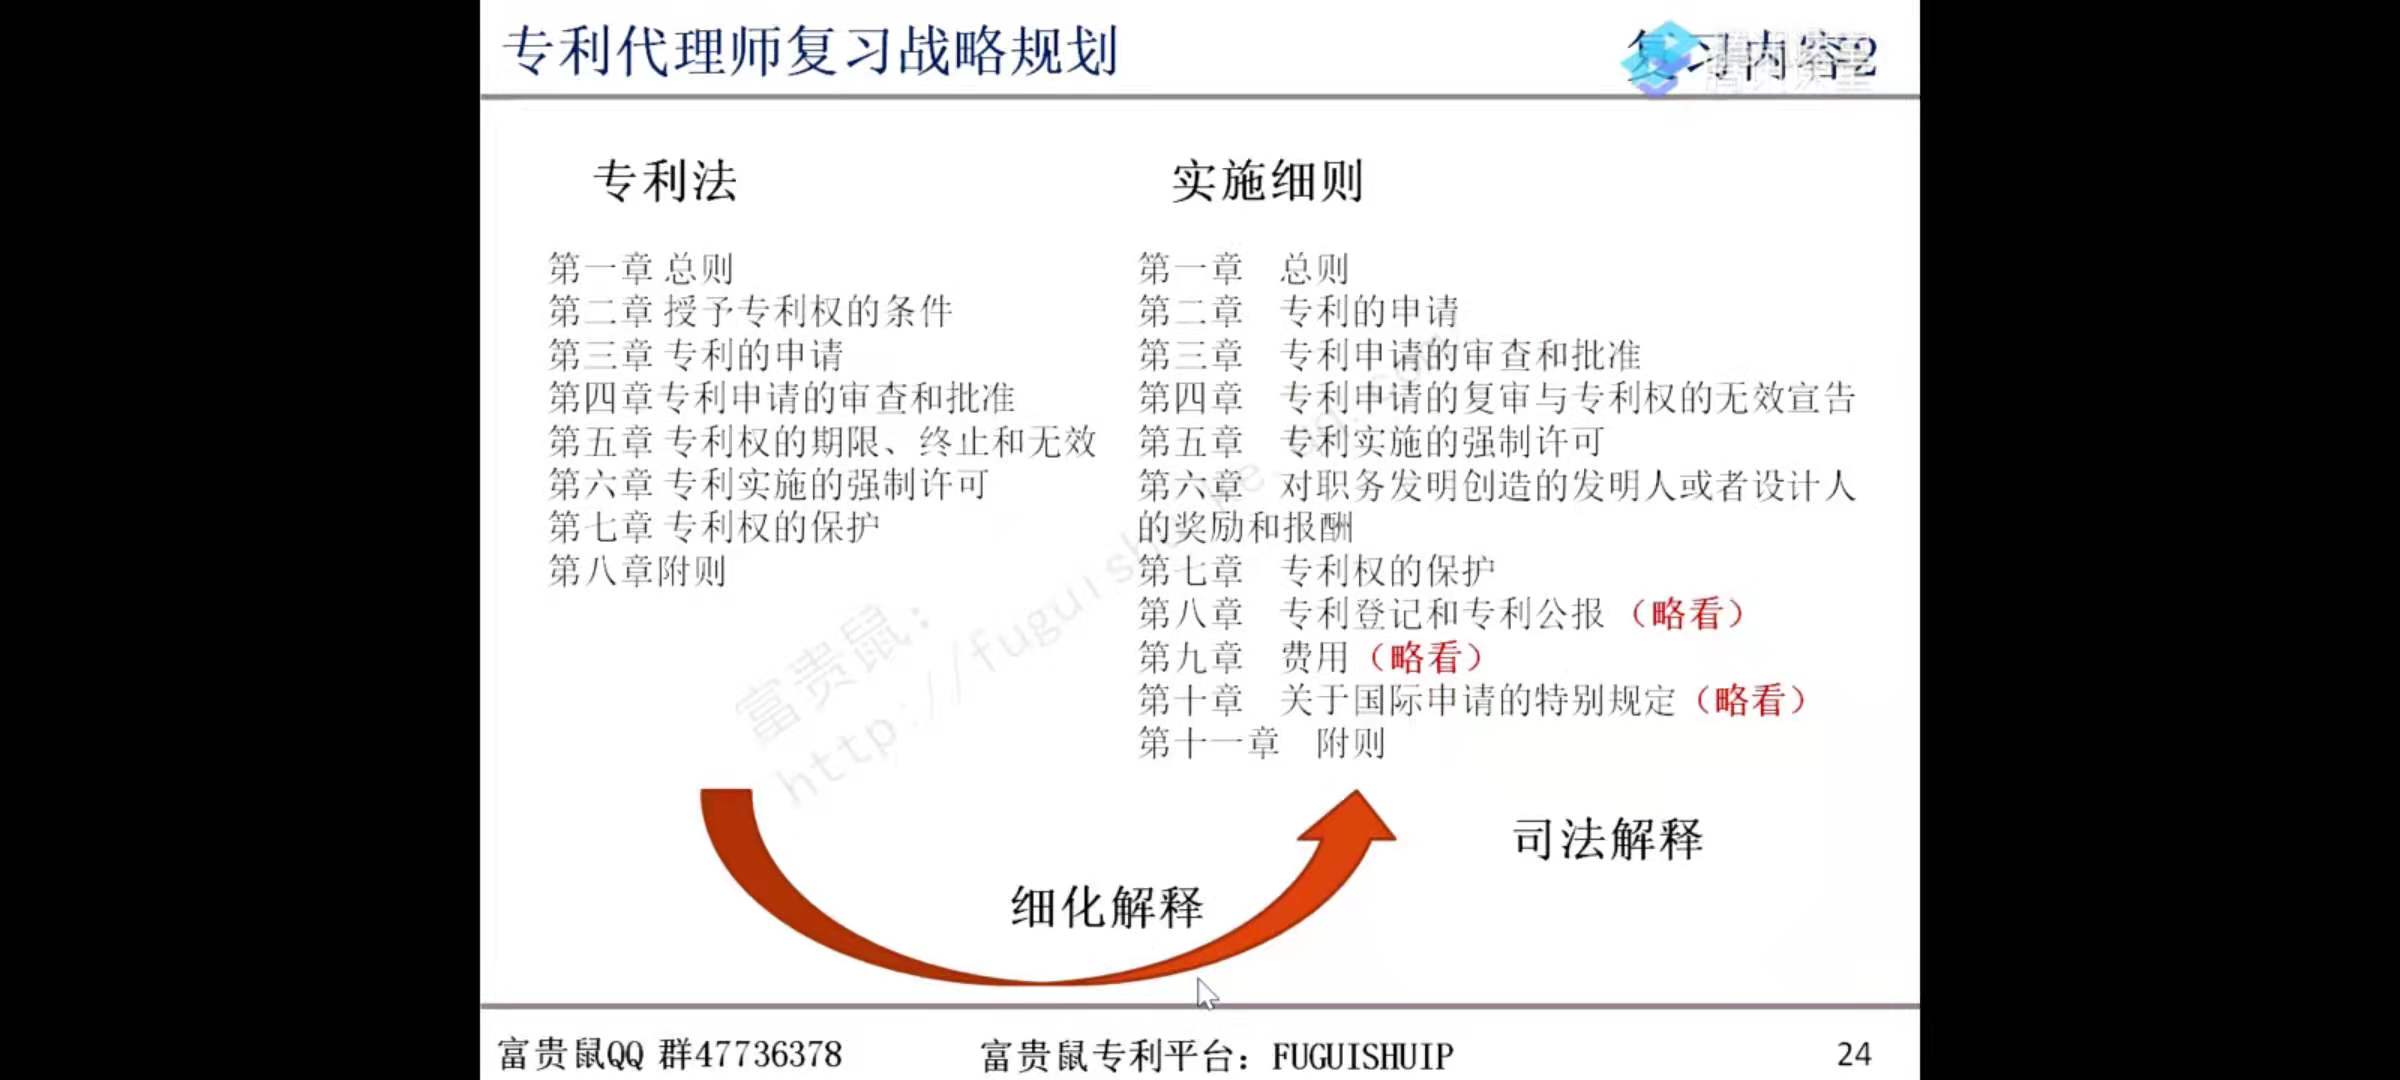 专利代理师复习战略规划
复习内容2
专利法
第一章 总则
第二章 授予专利权的条件
第三章 专利的申请
第四章专利申请的审查和批准
第五章 专利权的期限、终止和无效
第六章 专利实施的强制许可
第七章 专利权的保护
第八章附则
实施细则
第一章 总则
第二章 专利的申请
第三章 专利申请的审查和批准
第四章 专利申请的复审与专利权的无效宣告
第五章 专利实施的强制许可
第六章 对职务发明创造的发明人或者设计人
的奖励和报酬
第七章 专利权的保护
第八章 专利登记和专利公报（略看）
第九章 费用（略看）
第十章 关于国际申请的特别规定（略看）
第十一章 附则
富贵鼠：
细化解释
司法解释
富贵鼠QQ 群47736378
富贵鼠专利平台：FUGUISHUIP
24